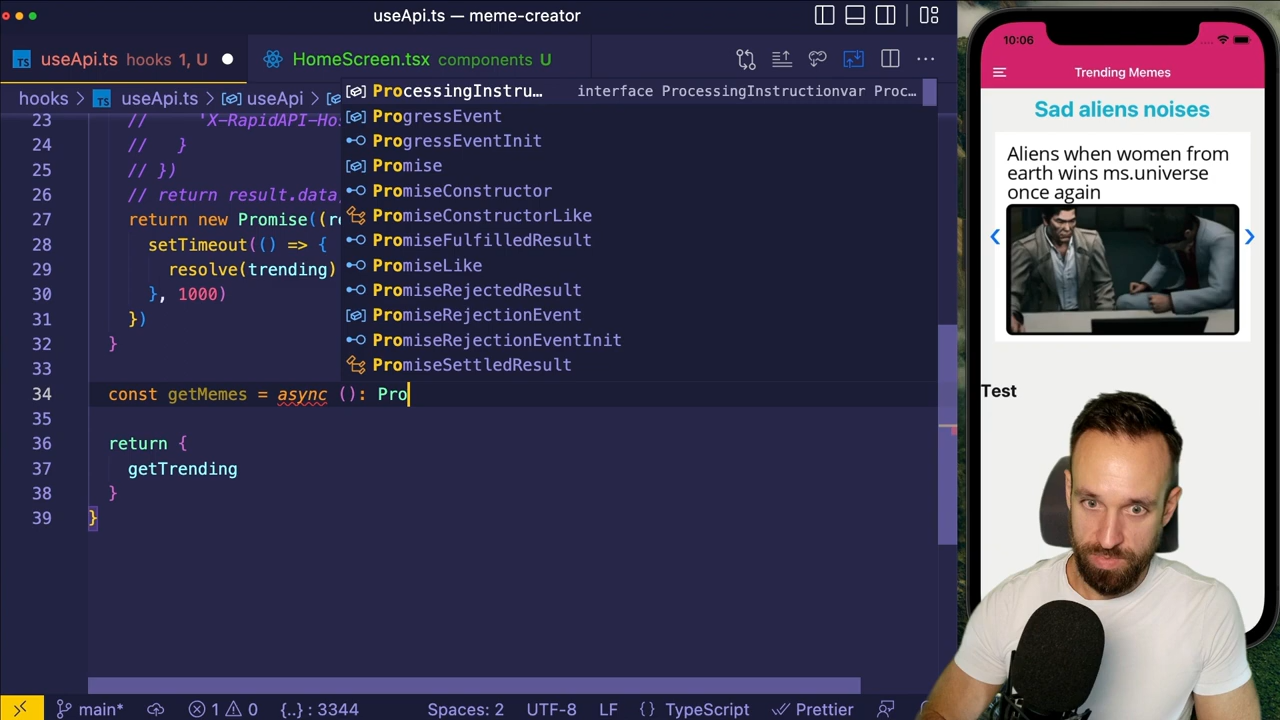 useApi.ts — meme-creator
TS useApi.ts hooks 1, U
HomeScreen.tsx components U
hooks > TS useApi.ts > useApi >
23 // 'X-RapidAPI-Ho
24 // }
25 // })
26 // return result.data
27 return new Promise((re
28 setTimeout(() => {
29 resolve(trending)
30 }, 1000)
31 })
32 }
33
34 const getMemes = async (): Pro
35
36 return {
37 getTrending
38 }
39 }
ProcessingInstru… interface ProcessingInstructionvar Proc…
ProgressEvent
ProgressEventInit
Promise
PromiseConstructor
PromiseConstructorLike
PromiseFulfilledResult
PromiseLike
PromiseRejectedResult
PromiseRejectionEvent
PromiseRejectionEventInit
PromiseSettledResult
main* 1 0 {..} : 3344 Spaces: 2 UTF-8 LF {} TypeScript Prettier
10:06
Trending Memes
Sad aliens noises
Aliens when women from
earth wins ms.universe
once again
Test